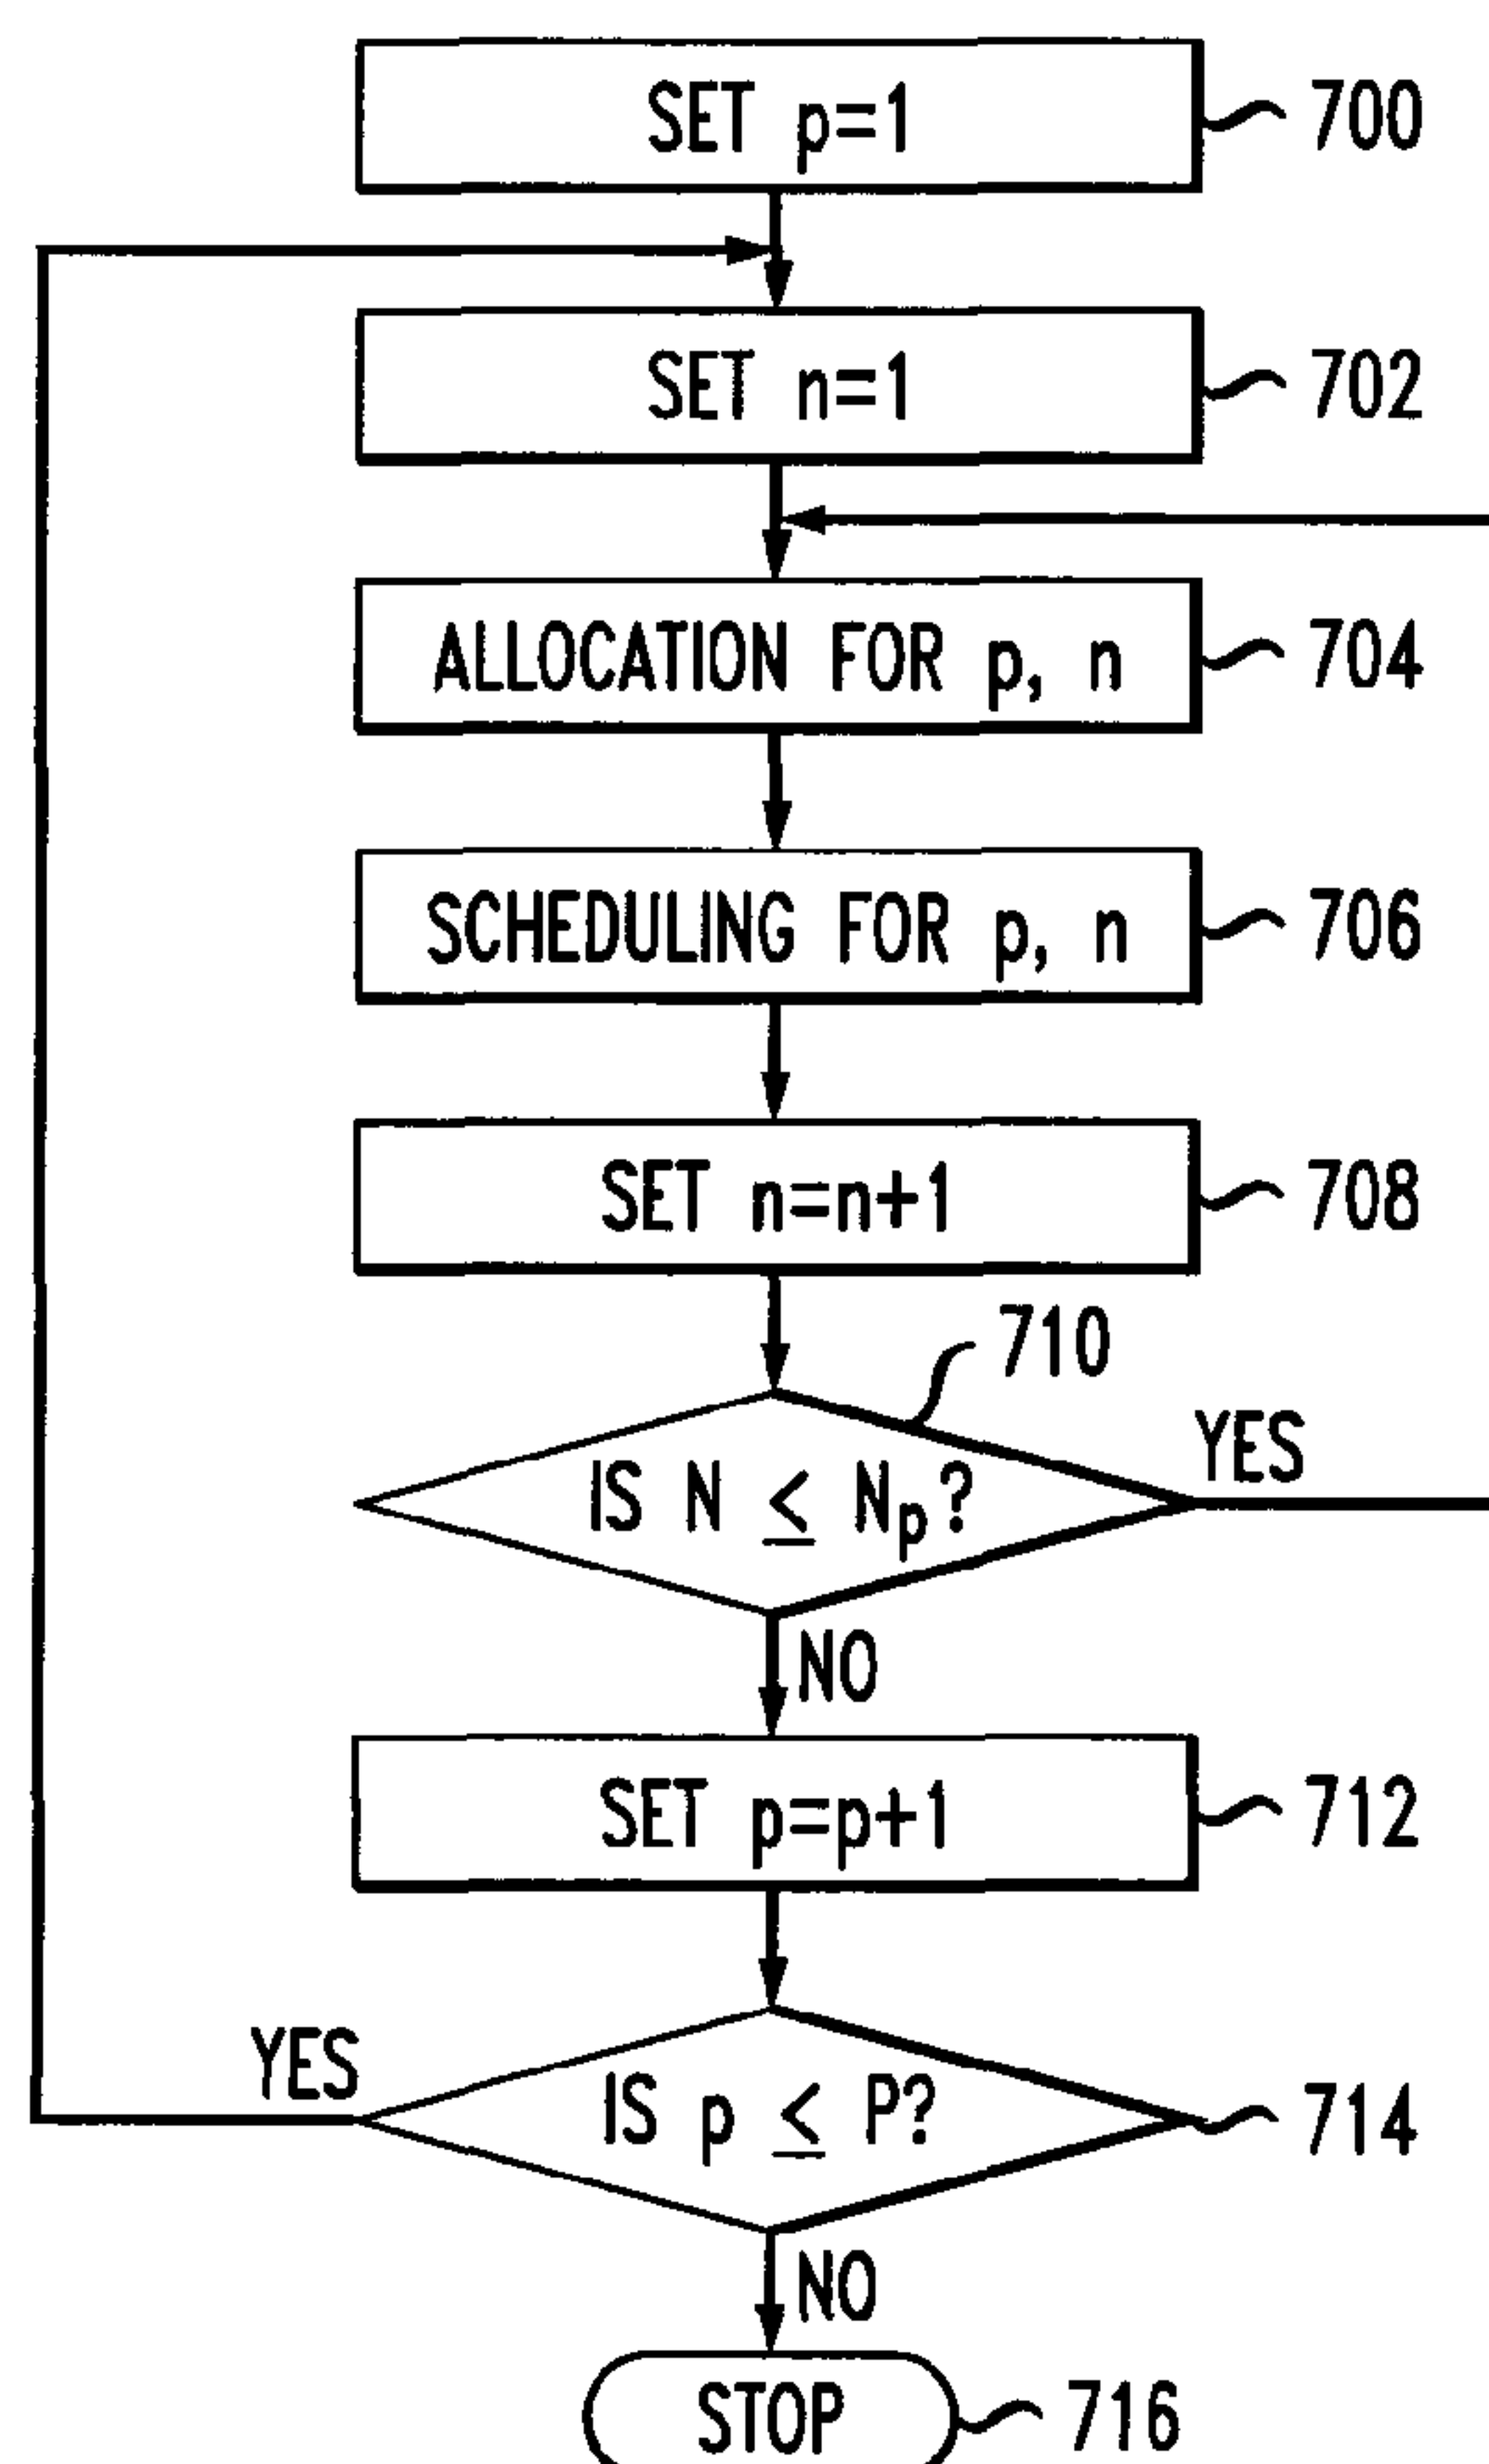 SET p=1 700
SET n=1 702
ALLOCATION FOR p, n 704
SCHEDULING FOR p, n 706
SET n=n+1 708
710
IS N ≤ Np? YES
NO
SET p=p+1 712
YES
IS p ≤ P? 714
NO
STOP 716